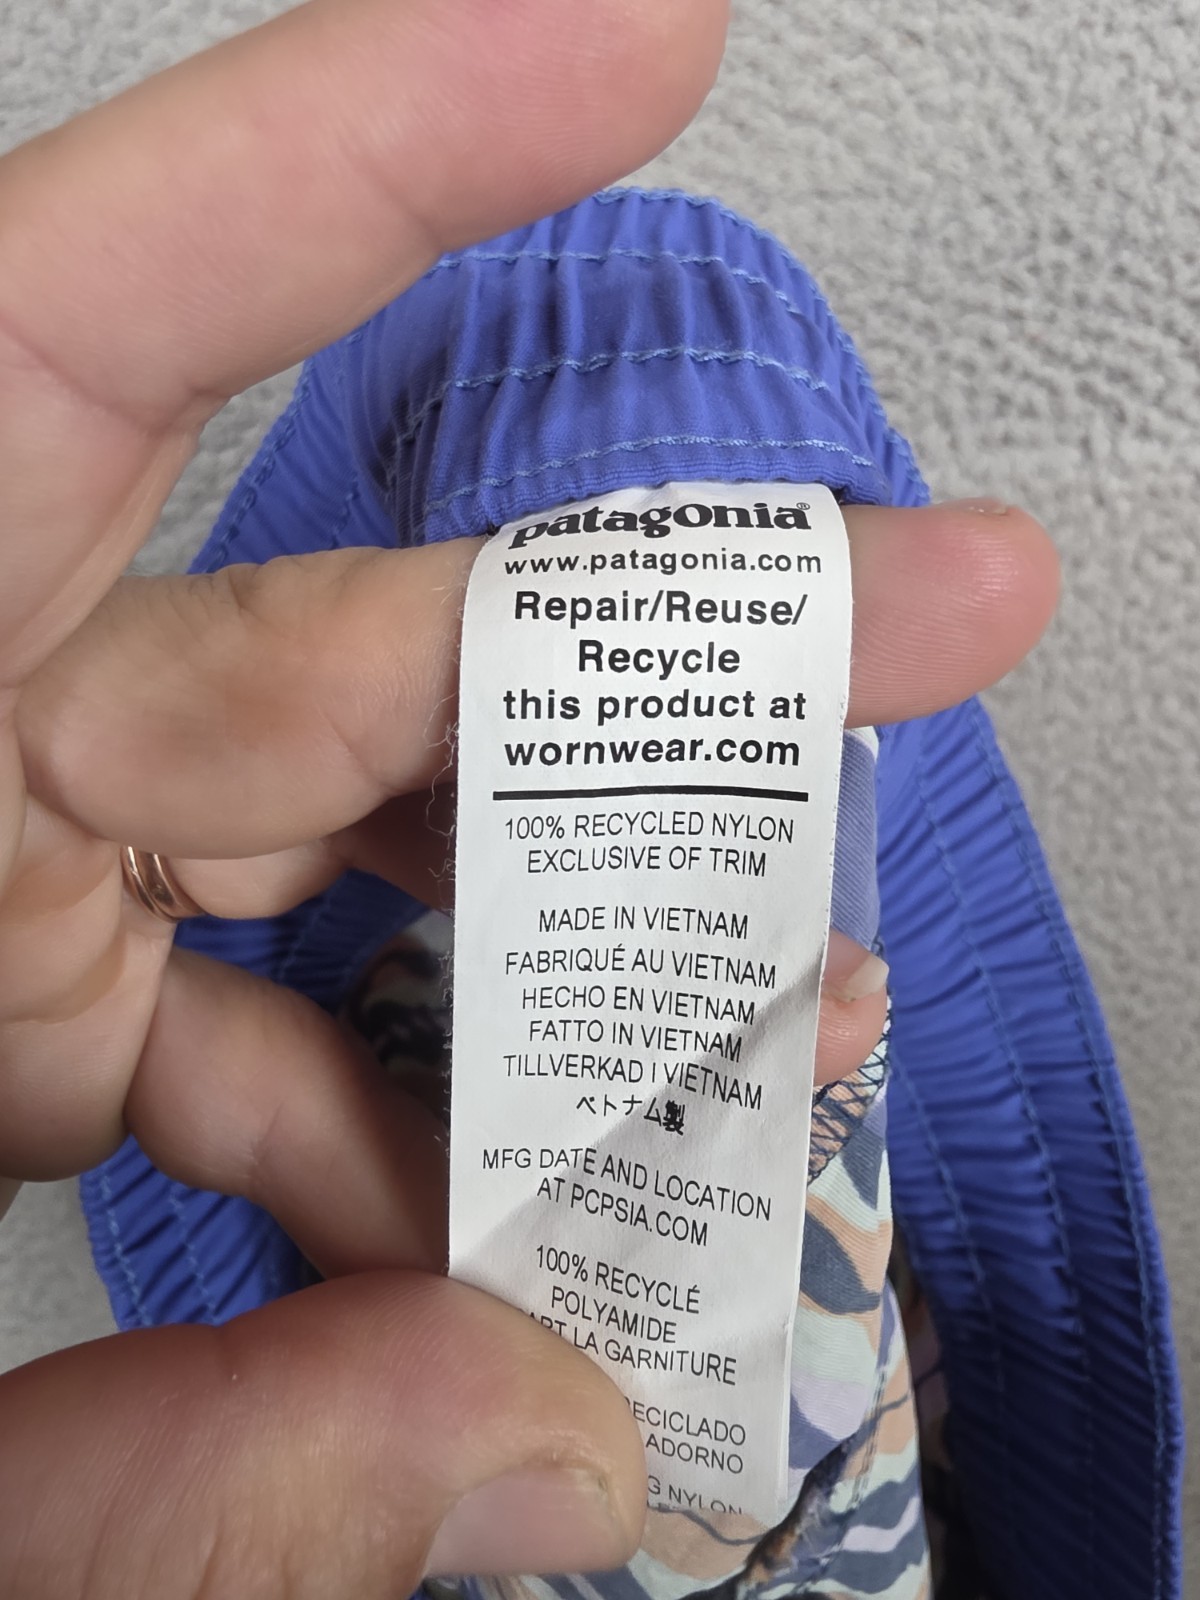 patagonia®
www.patagonia.com
Repair/Reuse/
Recycle
this product at
wornwear.com
100% RECYCLED NYLON
EXCLUSIVE OF TRIM
MADE IN VIETNAM
FABRIQUÉ AU VIETNAM
HECHO EN VIETNAM
FATTO IN VIETNAM
TILLVERKAD I VIETNAM
ベトナム製
MFG DATE AND LOCATION
AT PCPSIA.COM
100% RECYCLÉ
POLYAMIDE
LA GARNITURE
ADORNO
NYLON